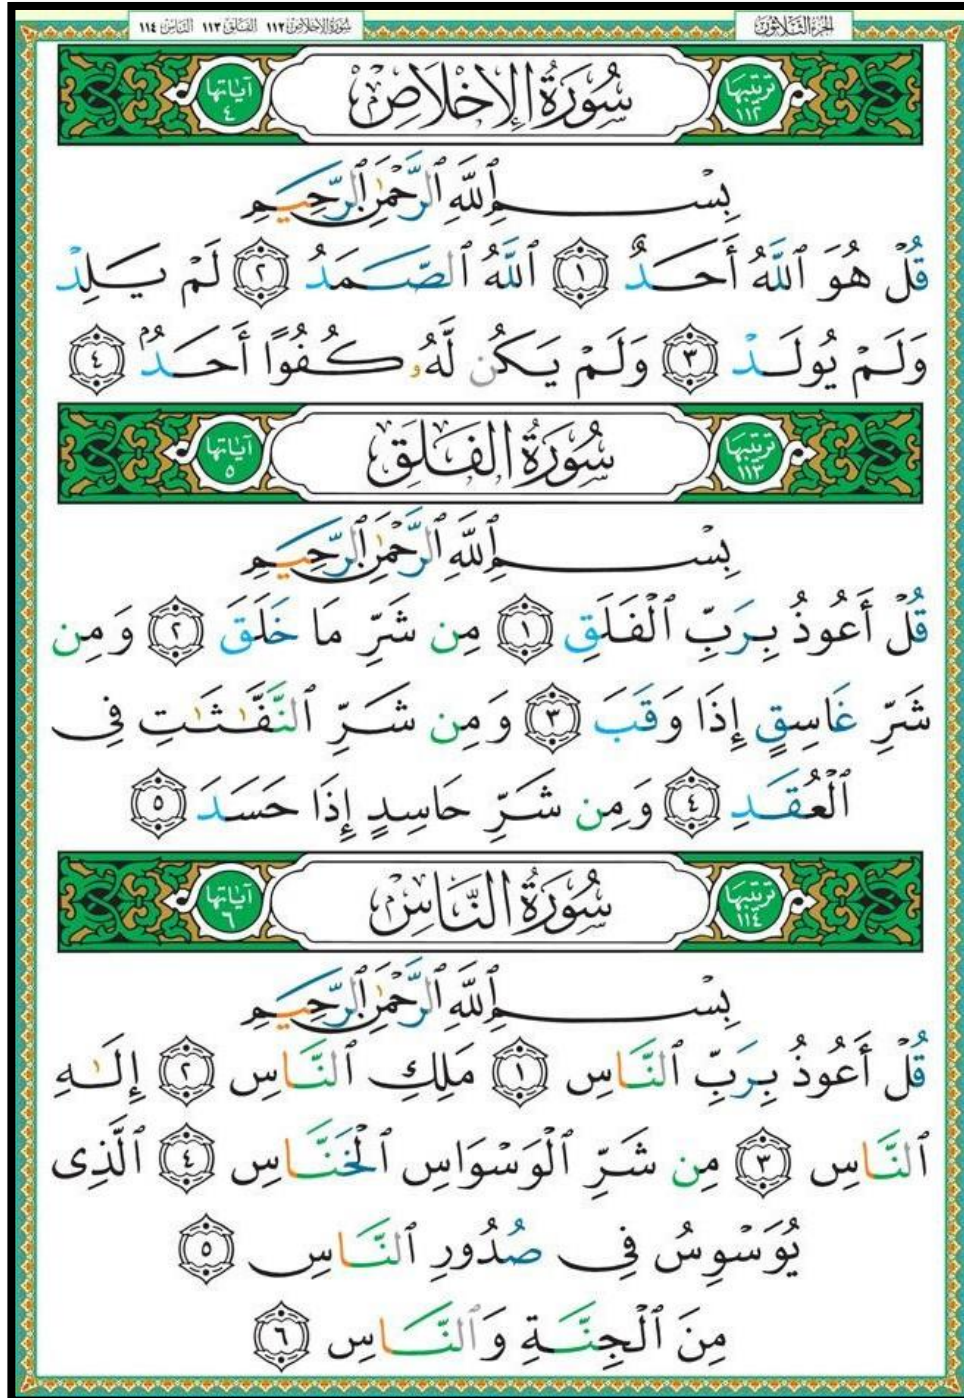 الجزء الثلاثون
سورة الإخلاص ١١٢ الفلق ١١٣ الناس ١١٤
ترتيبها ١١٢ سُورَةُ الإِخْلَاصِ آياتها ٤
بِسْمِ ٱللَّهِ ٱلرَّحْمَٰنِ ٱلرَّحِيمِ
قُلْ هُوَ ٱللَّهُ أَحَدٌ ١ ٱللَّهُ ٱلصَّمَدُ ٢ لَمْ يَلِدْ
وَلَمْ يُولَدْ ٣ وَلَمْ يَكُن لَّهُۥ كُفُوًا أَحَدٌۢ ٤
ترتيبها ١١٣ سُورَةُ الفَلَقِ آياتها ٥
بِسْمِ ٱللَّهِ ٱلرَّحْمَٰنِ ٱلرَّحِيمِ
قُلْ أَعُوذُ بِرَبِّ ٱلْفَلَقِ ١ مِن شَرِّ مَا خَلَقَ ٢ وَمِن
شَرِّ غَاسِقٍ إِذَا وَقَبَ ٣ وَمِن شَرِّ ٱلنَّفَّٰثَٰتِ فِى
ٱلْعُقَدِ ٤ وَمِن شَرِّ حَاسِدٍ إِذَا حَسَدَ ٥
ترتيبها ١١٤ سُورَةُ النَّاسِ آياتها ٦
بِسْمِ ٱللَّهِ ٱلرَّحْمَٰنِ ٱلرَّحِيمِ
قُلْ أَعُوذُ بِرَبِّ ٱلنَّاسِ ١ مَلِكِ ٱلنَّاسِ ٢ إِلَٰهِ
ٱلنَّاسِ ٣ مِن شَرِّ ٱلْوَسْوَاسِ ٱلْخَنَّاسِ ٤ ٱلَّذِى
يُوَسْوِسُ فِى صُدُورِ ٱلنَّاسِ ٥
مِنَ ٱلْجِنَّةِ وَٱلنَّاسِ ٦